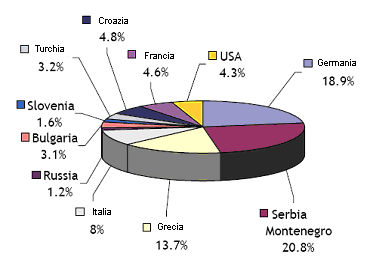 Croazia
4.8%
Turchia
3.2%
Francia
4.6%
USA
4.3%
Germania
18.9%
Slovenia
1.6%
Bulgaria
3.1%
Russia
1.2%
Italia
8%
Grecia
13.7%
Serbia
Montenegro
20.8%